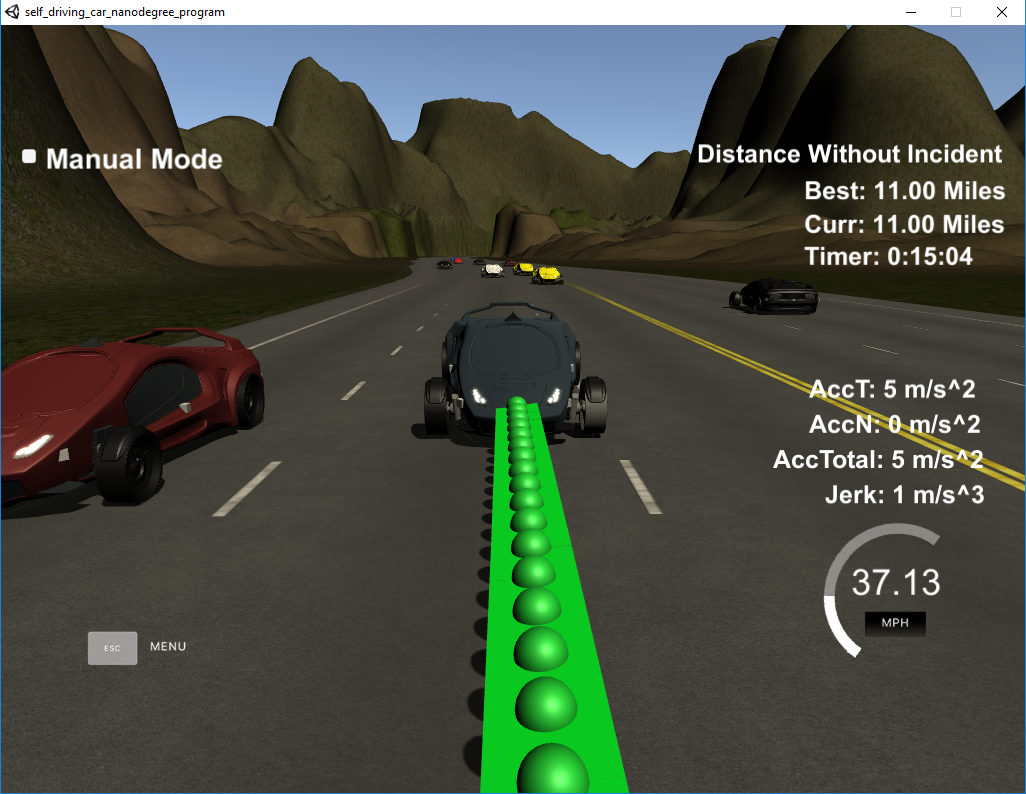 self_driving_car_nanodegree_program
Manual Mode
Distance Without Incident
Best: 11.00 Miles
Curr: 11.00 Miles
Timer: 0:15:04
AccT: 5 m/s^2
AccN: 0 m/s^2
AccTotal: 5 m/s^2
Jerk: 1 m/s^3
37.13
MPH
ESC MENU